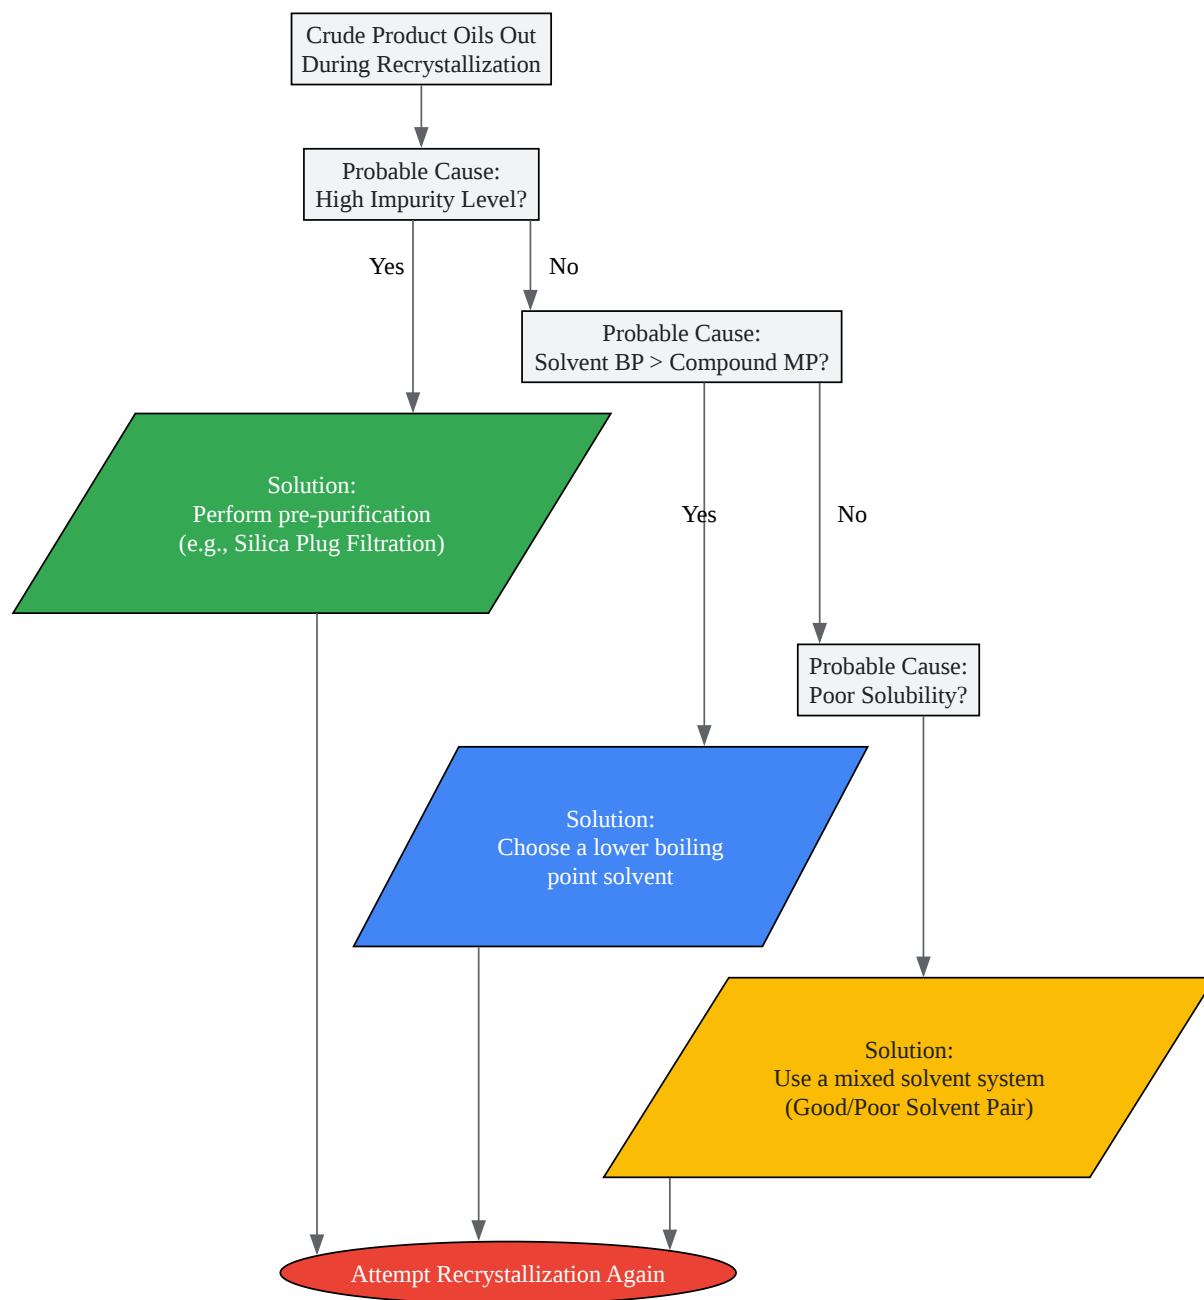 Crude Product Oils Out
During Recrystallization
Probable Cause:
High Impurity Level?
Yes
No
Probable Cause:
Solvent BP > Compound MP?
Solution:
Perform pre-purification
(e.g., Silica Plug Filtration)
Yes
No
Probable Cause:
Poor Solubility?
Solution:
Choose a lower boiling
point solvent
Solution:
Use a mixed solvent system
(Good/Poor Solvent Pair)
Attempt Recrystallization Again